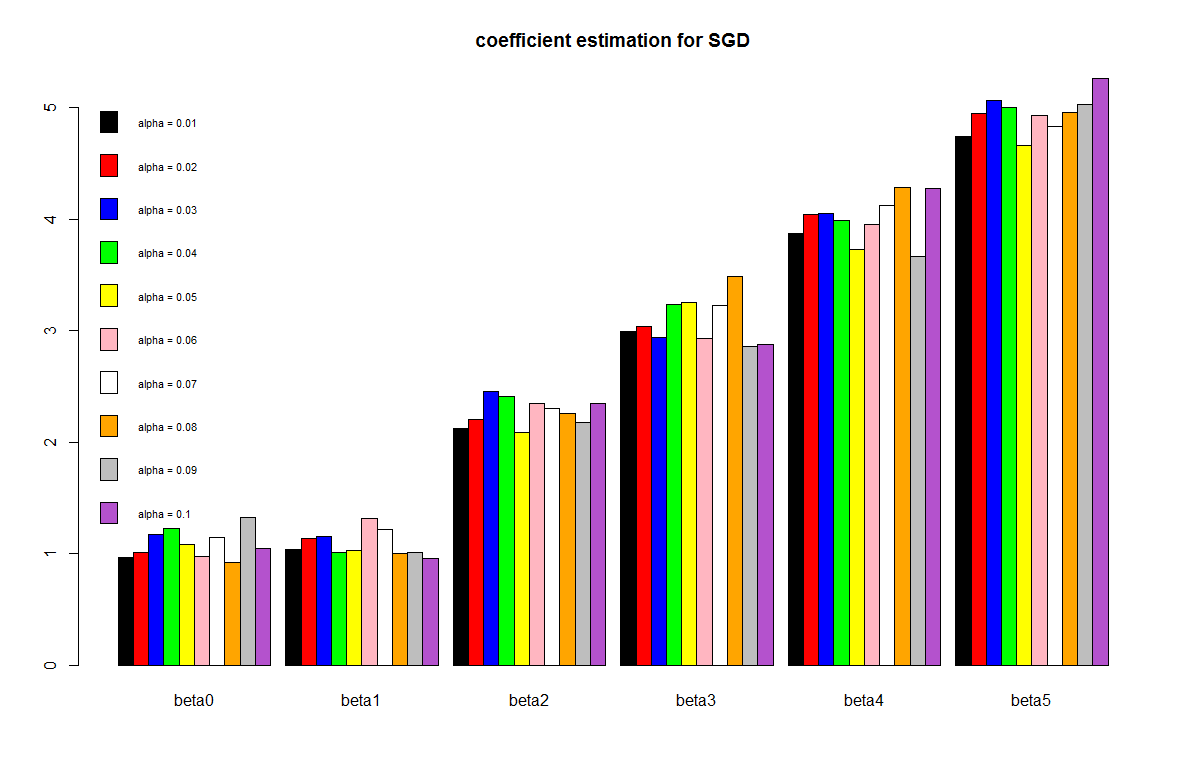 coefficient estimation for SGD
5
4
3
2
1
0
alpha = 0.01
alpha = 0.02
alpha = 0.03
alpha = 0.04
alpha = 0.05
alpha = 0.06
alpha = 0.07
alpha = 0.08
alpha = 0.09
alpha = 0.1
beta0 beta1 beta2 beta3 beta4 beta5